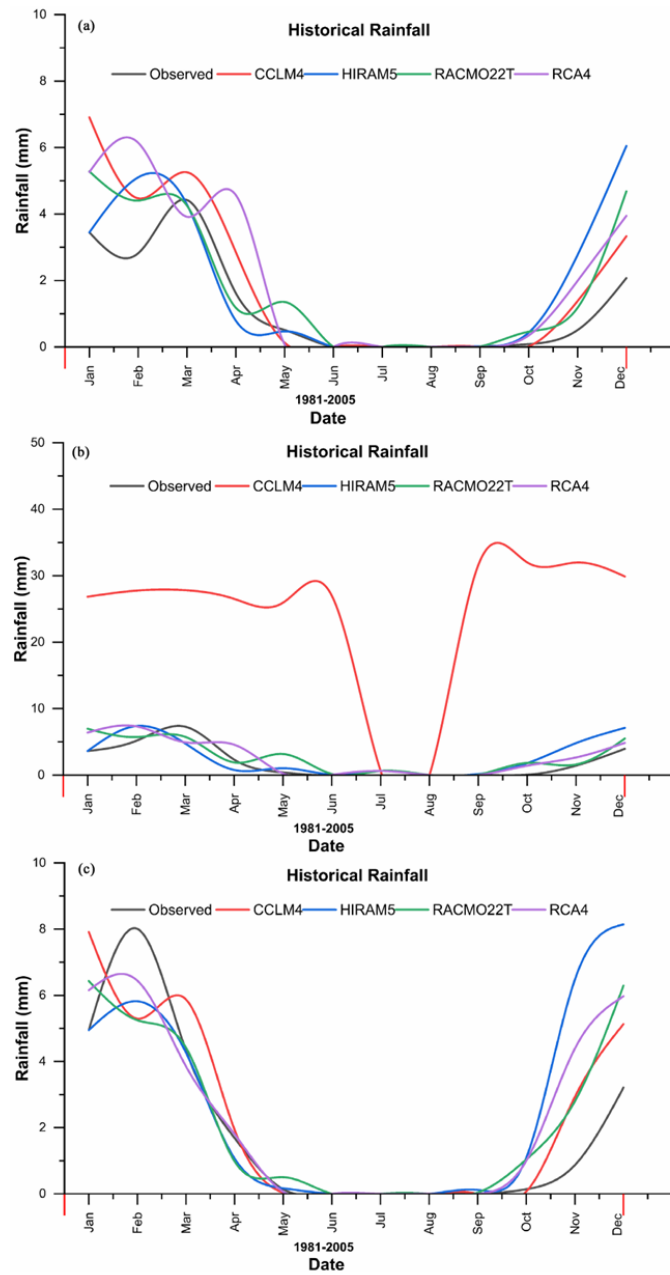 (a)
Historical Rainfall
Observed CCLM4 HIRAM5 RACMO22T RCA4
Rainfall (mm)
10
8
6
4
2
0
Jan Feb Mar Apr May Jun Jul Aug Sep Oct Nov Dec
1981-2005
Date
(b)
Historical Rainfall
Observed CCLM4 HIRAM5 RACMO22T RCA4
Rainfall (mm)
50
40
30
20
10
0
Jan Feb Mar Apr May Jun Jul Aug Sep Oct Nov Dec
1981-2005
Date
(c)
Historical Rainfall
Observed CCLM4 HIRAM5 RACMO22T RCA4
Rainfall (mm)
10
8
6
4
2
0
Jan Feb Mar Apr May Jun Jul Aug Sep Oct Nov Dec
1981-2005
Date